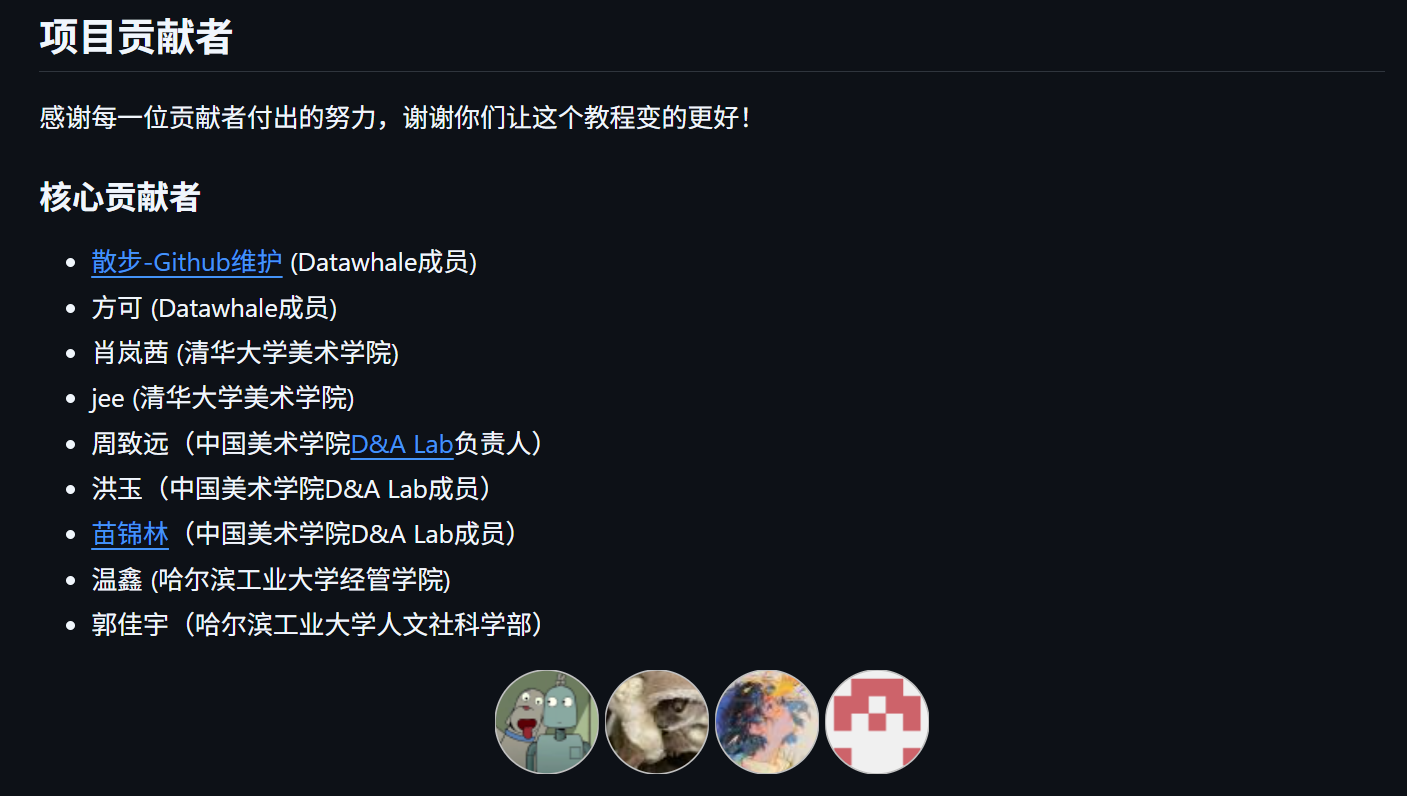 项目贡献者
感谢每一位贡献者付出的努力，谢谢你们让这个教程变的更好！
核心贡献者
散步-Github维护 (Datawhale成员)
方可 (Datawhale成员)
肖岚茜 (清华大学美术学院)
jee (清华大学美术学院)
周致远（中国美术学院D&A Lab负责人）
洪玉（中国美术学院D&A Lab成员）
苗锦林（中国美术学院D&A Lab成员）
温鑫 (哈尔滨工业大学经管学院)
郭佳宇（哈尔滨工业大学人文社科学部）